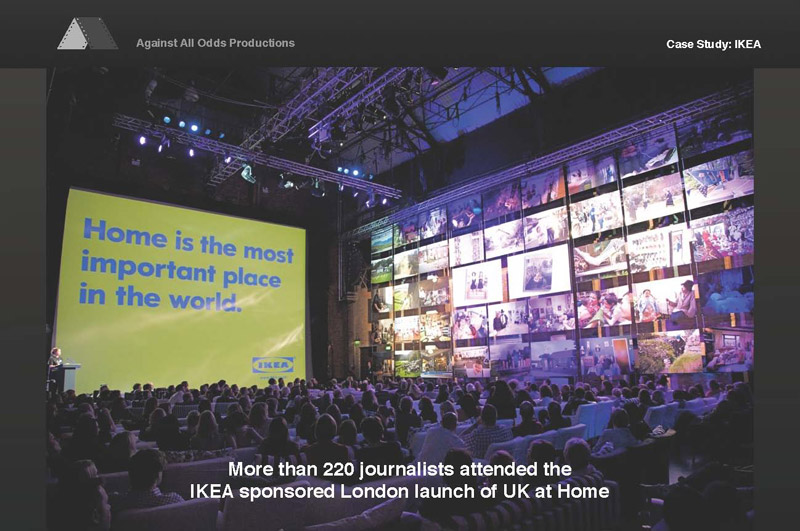 Against All Odds Productions
Case Study: IKEA
Home is the most
important place
in the world.
IKEA
More than 220 journalists attended the
IKEA sponsored London launch of UK at Home